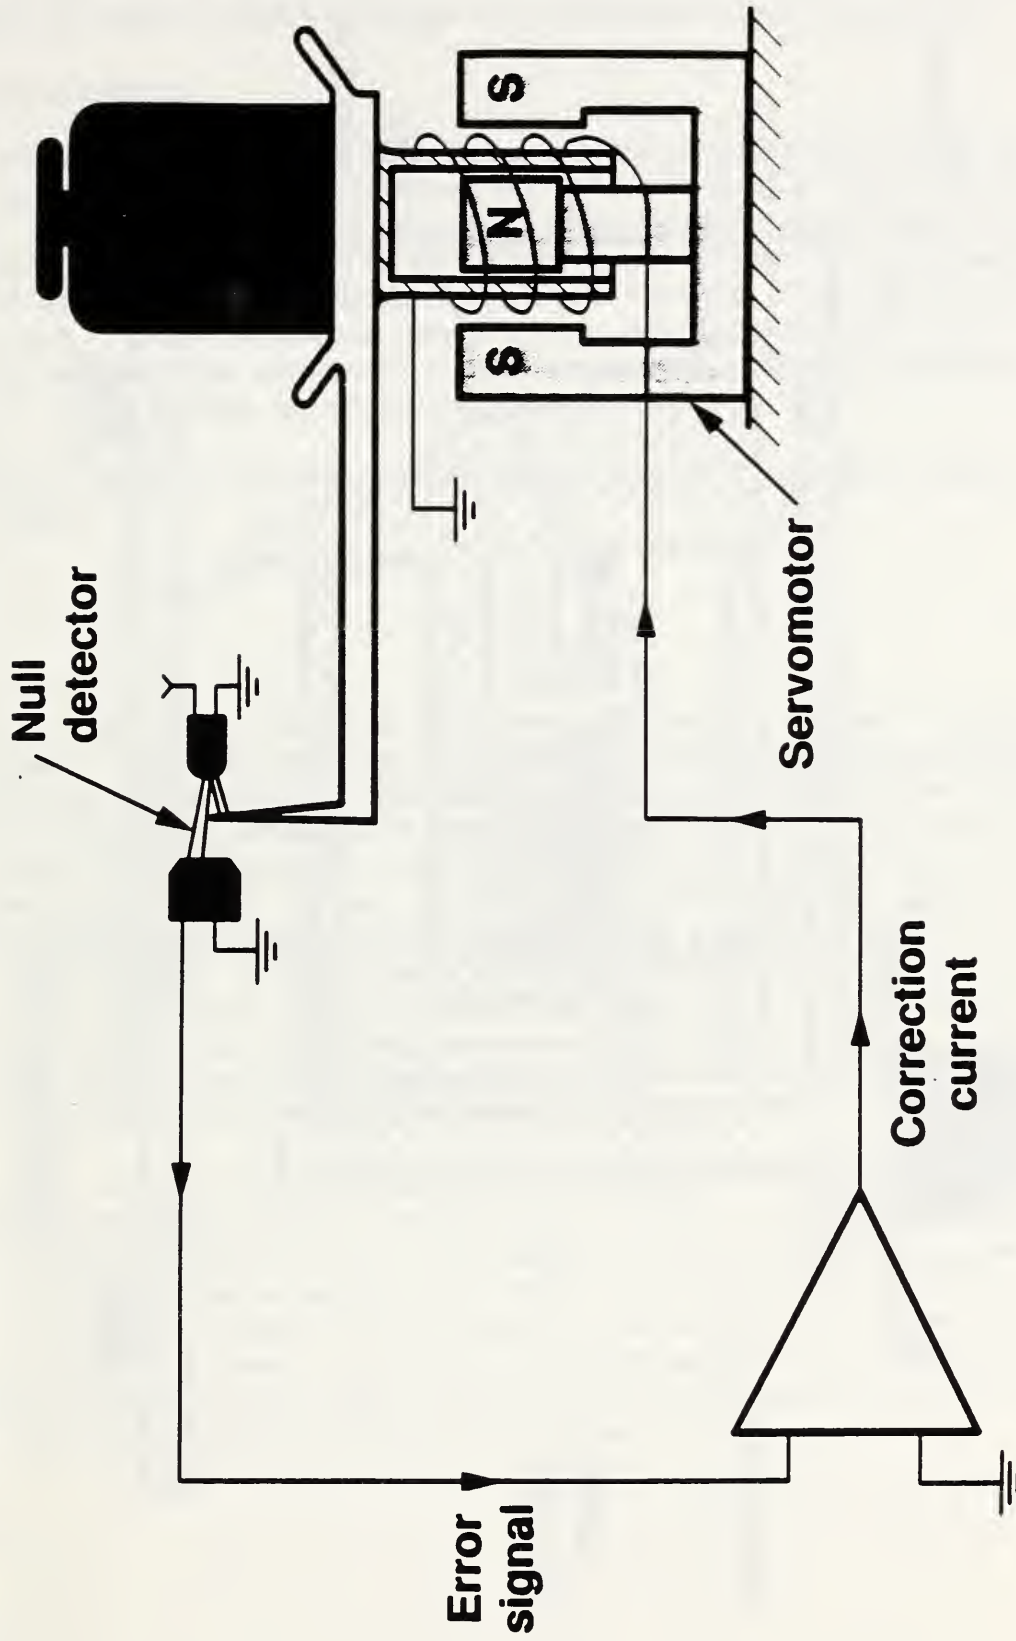 Null
detector
S
N
S
Servomotor
Correction
current
Error
signal